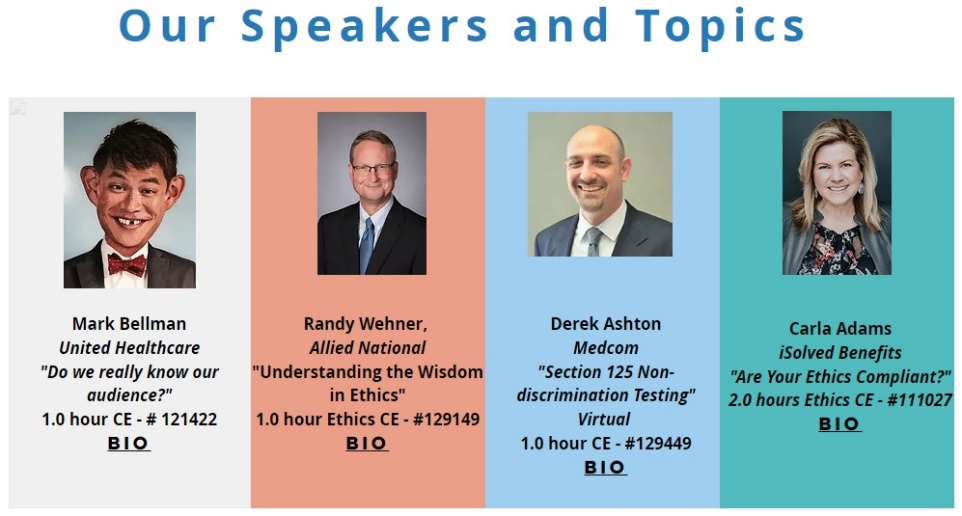 Our Speakers and Topics
Mark Bellman
United Healthcare
"Do we really know our
audience?"
1.0 hour CE - # 121422
BIO
Randy Wehner,
Allied National
"Understanding the Wisdom
in Ethics"
1.0 hour Ethics CE - #129149
BIO
Derek Ashton
Medcom
"Section 125 Non-
discrimination Testing"
Virtual
1.0 hour CE - #129449
BIO
Carla Adams
iSolved Benefits
"Are Your Ethics Compliant?"
2.0 hours Ethics CE - #111027
BIO